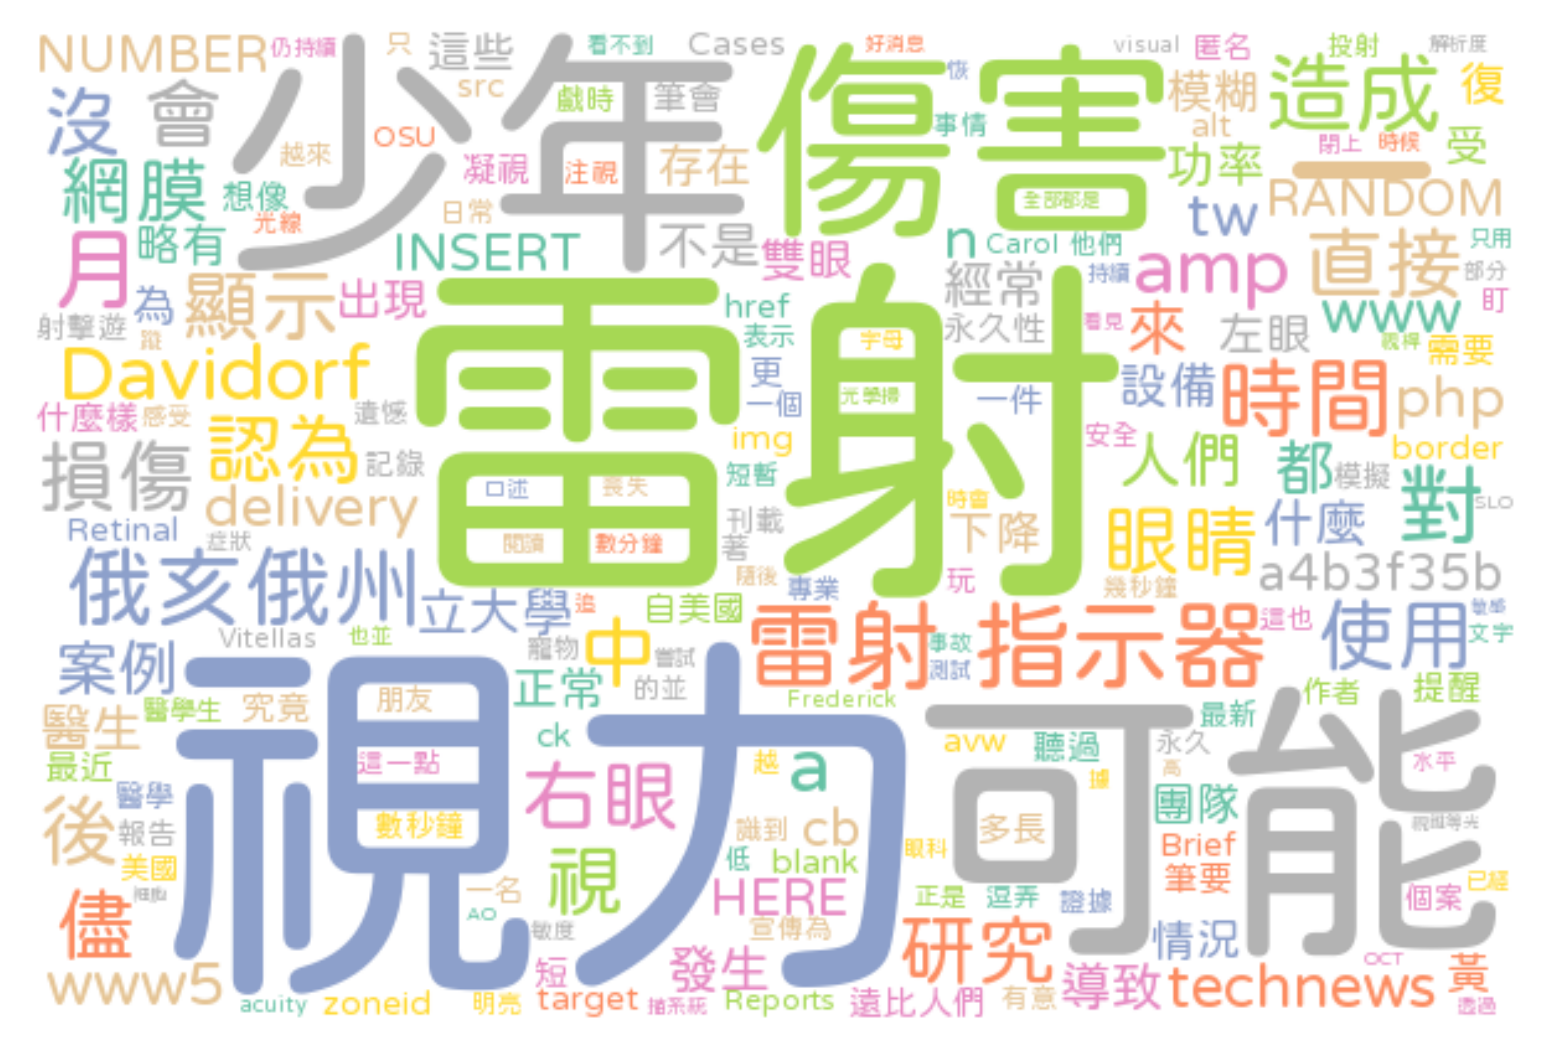 NUMBER
仍持續
少年
只
這些
看不到
Cases
好消息
visual
匿名
投射
解析度
沒
會
src
戲時
筆會
傷害
恢
模糊
造成
復
OSU
越來
凝視
注視
存在
事情
alt
功率
閉上
時候
受
網膜
想像
光線
日常
全部都是
tw
一
RANDOM
月
略有
INSERT
不是
雙眼
n
Carol
他們
直接
只用
為
顯示
出現
經常
持續
amp
部分
盯
射擊遊
雷射
href
表示
字母
永久性
看見
來
左眼
www
需要
Davidorf
更
一個
光學掃
一件
設備
時間
php
什麼樣
感受
遺憾
認為
img
安全
人們
border
損傷
記錄
短暫
都
模擬
對
delivery
口述
喪失
時會
SLO
Retinal
症狀
閱讀
數分鐘
刊載
著
下降
眼睛
什麼
俄亥俄州
隨後
專業
玩
幾秒鐘
a4b3f35b
立大學
追
自美國
雷射指示器
事故
測試
這也
使用
敏感
文字
Vitellas
也並
寵物
中
嘗試
案例
視力
朋友
正常
的並
Frederick
可能
作者
提醒
醫生
醫學生
究竟
ck
avw
聽過
最新
永久
最近
這一點
右眼
越
a
高
據
水平
醫學
後
報告
數秒鐘
識到
cb
多長
團隊
美國
視
低
blank
眼科
Brief
筆要
已經
儘
一名
AO
敏度
HERE
宣傳為
正是
逗弄
證據
個案
研究
情況
www5
acuity
zoneid
明亮
短
target
發生
Reports
遠比人們
有意
導致
OCT
technews
黃
透過